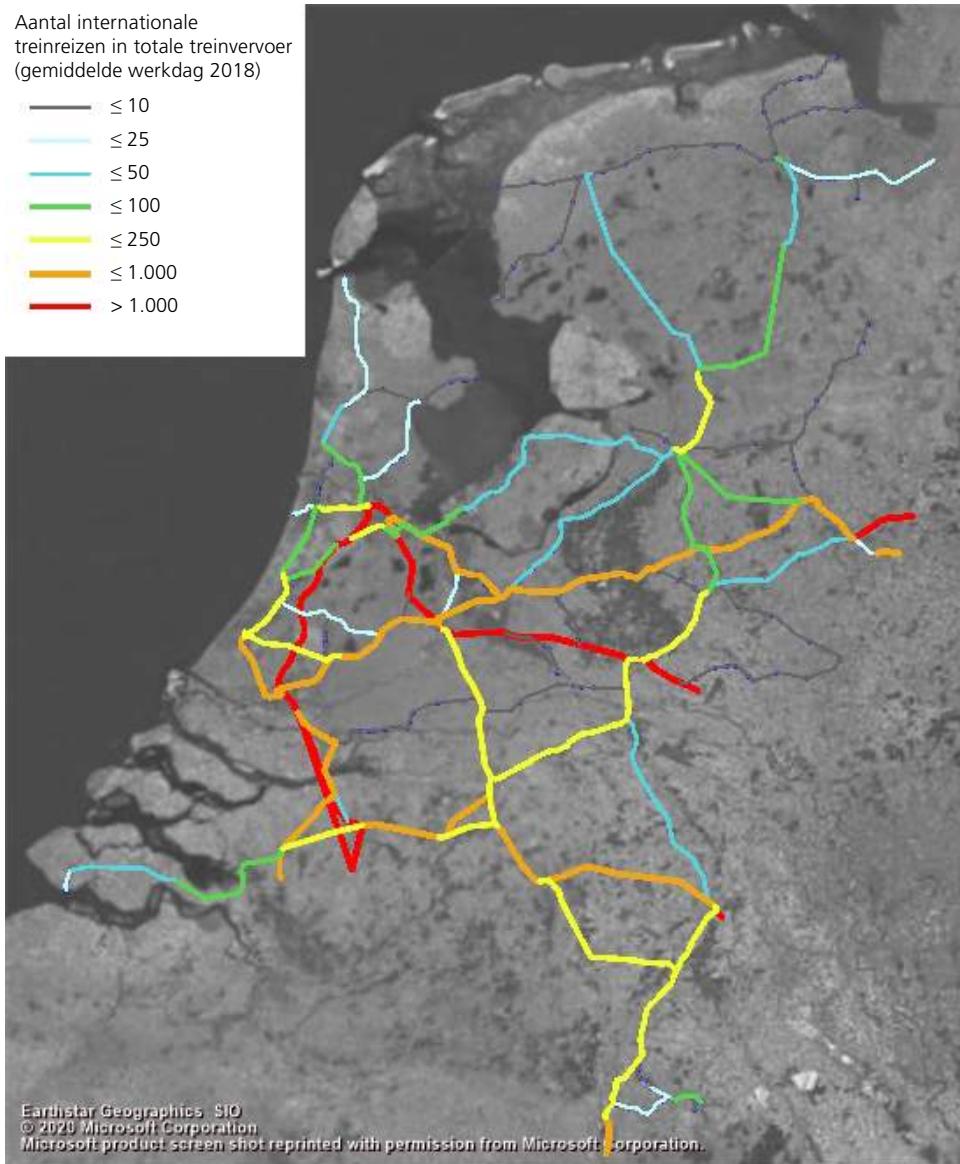 Aantal internationale
treinreizen in totale treinvervoer
(gemiddelde werkdag 2018)
≤ 10
≤ 25
≤ 50
≤ 100
≤ 250
≤ 1.000
> 1.000
Earthstar Geographics SIO
© 2020 Microsoft Corporation
Microsoft product screen shot reprinted with permission from Microsoft Corporation.